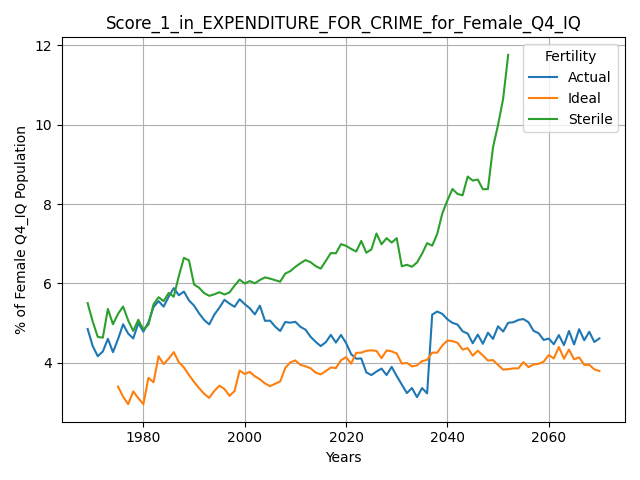 Score_1_in_EXPENDITURE_FOR_CRIME_for_Female_Q4_IQ
% of Female Q4_IQ Population
12
10
8
6
4
1980
2000
2020
2040
2060
Years
Fertility
Actual
Ideal
Sterile